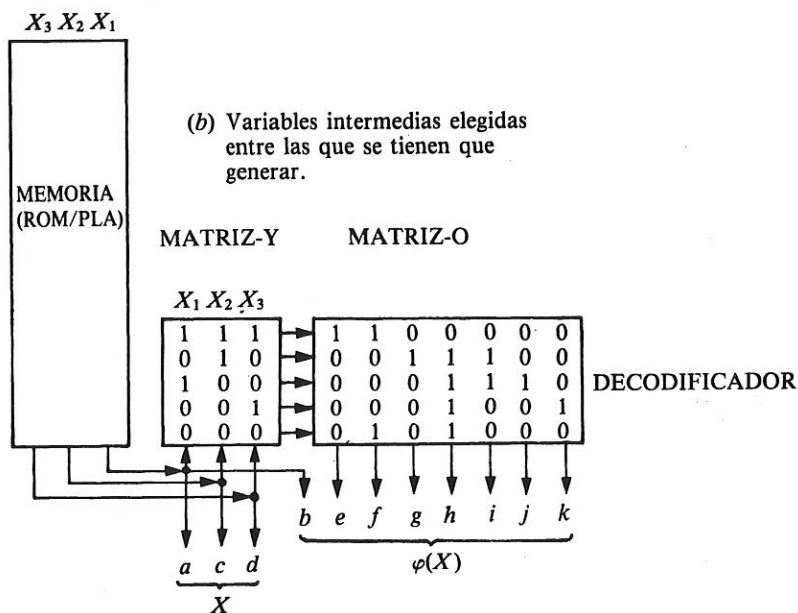 X3 X2 X1
(b) Variables intermedias elegidas
entre las que se tienen que
generar.
MEMORIA
(ROM/PLA)
MATRIZ-Y
MATRIZ-O
X1 X2 X3
1 1 1 1 1 0 0 0 0 0
0 1 0 0 0 1 1 1 0 0
1 0 0 0 0 0 1 1 1 0
0 0 1 0 0 0 1 0 0 1
0 0 0 0 1 0 1 0 0 0
DECODIFICADOR
b e f g h i j k
a c d
φ(X)
X